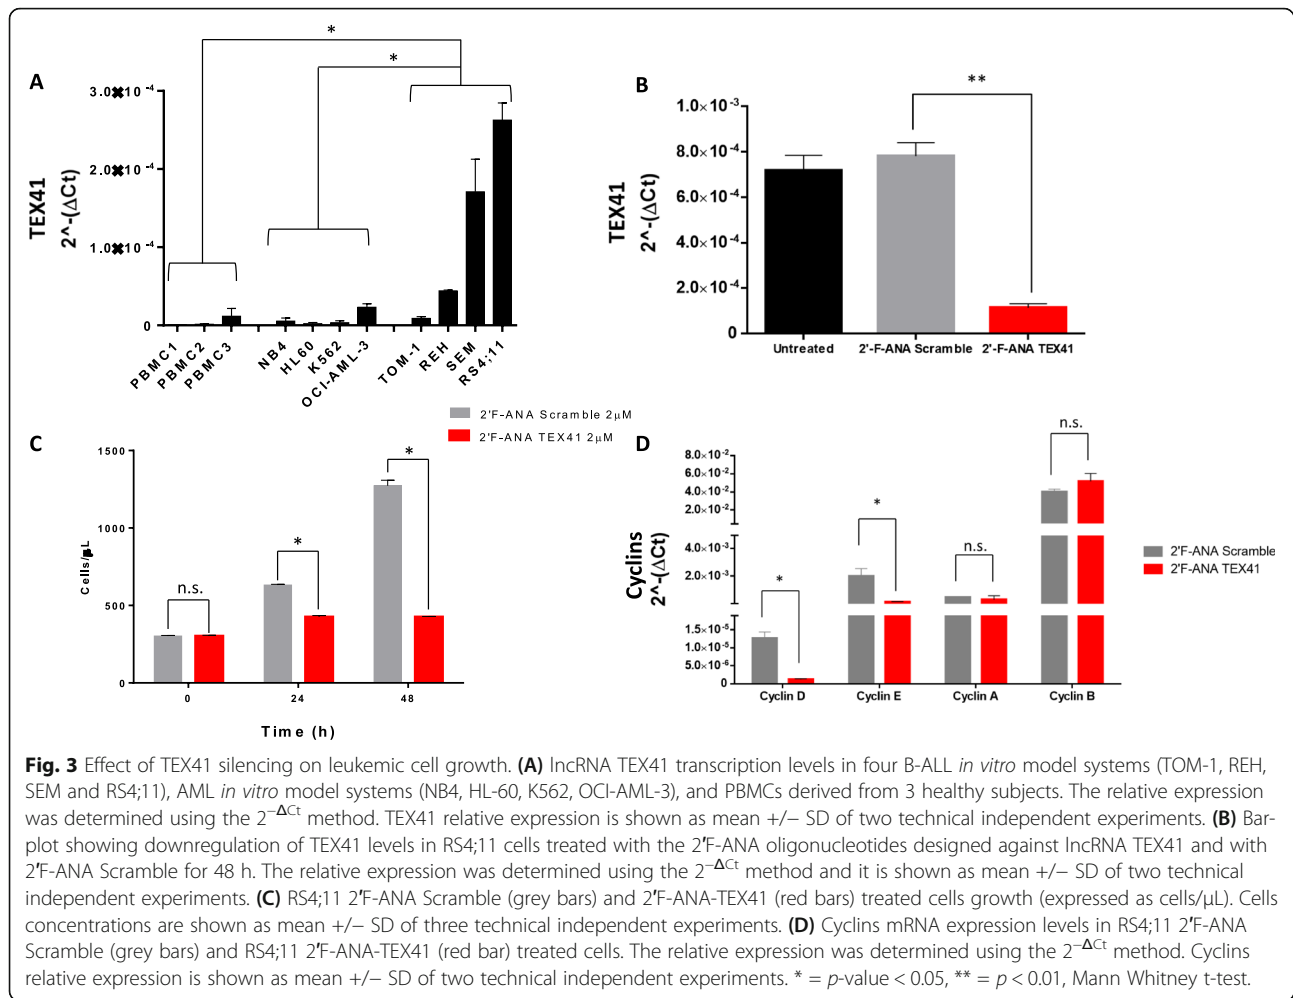 A
*
*
TEX41
2^-(ΔCt)
3.0✖10⁻⁴
2.0✖10⁻⁴
1.0✖10⁻⁴
0
PBMC1
PBMC2
PBMC3
NB4
HL60
K562
OCI-AML-3
TOM-1
REH
SEM
RS4;11
B
**
TEX41
2^-(ΔCt)
1.0×10⁻³
8.0×10⁻⁴
6.0×10⁻⁴
4.0×10⁻⁴
2.0×10⁻⁴
0
Untreated
2'-F-ANA Scramble
2'-F-ANA TEX41
C
2'F-ANA Scramble 2μM
2'F-ANA TEX41 2μM
Cells/μL
1500
1000
500
0
n.s.
*
*
0
24
48
Time (h)
D
Cyclins
2^-(ΔCt)
8.0×10⁻²
6.0×10⁻²
4.0×10⁻²
2.0×10⁻²
4.0×10⁻³
2.0×10⁻³
1.5×10⁻⁵
1.0×10⁻⁵
5.0×10⁻⁶
0
*
*
n.s.
n.s.
Cyclin D
Cyclin E
Cyclin A
Cyclin B
2'F-ANA Scramble
2'F-ANA TEX41
Fig. 3 Effect of TEX41 silencing on leukemic cell growth. (A) lncRNA TEX41 transcription levels in four B-ALL in vitro model systems (TOM-1, REH,
SEM and RS4;11), AML in vitro model systems (NB4, HL-60, K562, OCI-AML-3), and PBMCs derived from 3 healthy subjects. The relative expression
was determined using the 2⁻ΔCt method. TEX41 relative expression is shown as mean +/− SD of two technical independent experiments. (B) Bar-
plot showing downregulation of TEX41 levels in RS4;11 cells treated with the 2′F-ANA oligonucleotides designed against lncRNA TEX41 and with
2′F-ANA Scramble for 48 h. The relative expression was determined using the 2⁻ΔCt method and it is shown as mean +/− SD of two technical
independent experiments. (C) RS4;11 2′F-ANA Scramble (grey bars) and 2′F-ANA-TEX41 (red bars) treated cells growth (expressed as cells/μL). Cells
concentrations are shown as mean +/− SD of three technical independent experiments. (D) Cyclins mRNA expression levels in RS4;11 2′F-ANA
Scramble (grey bars) and RS4;11 2′F-ANA-TEX41 (red bar) treated cells. The relative expression was determined using the 2⁻ΔCt method. Cyclins
relative expression is shown as mean +/− SD of two technical independent experiments. * = p-value < 0.05, ** = p < 0.01, Mann Whitney t-test.